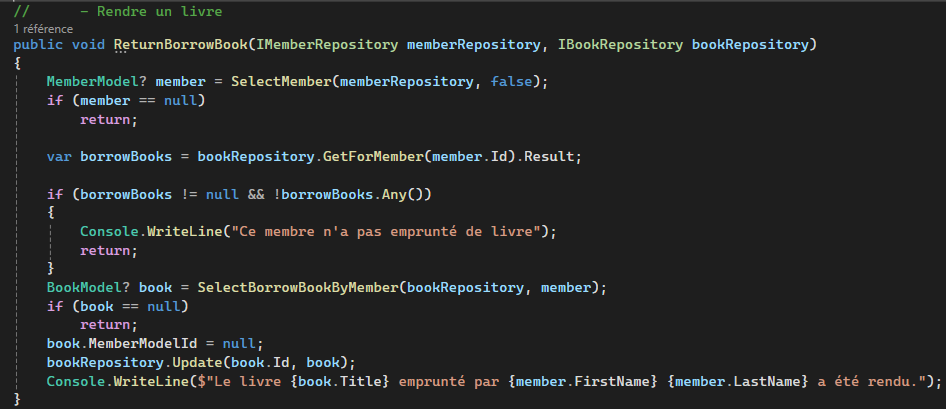 //      - Rendre un livre
1 référence
public void ReturnBorrowBook(IMemberRepository memberRepository, IBookRepository bookRepository)
{
    MemberModel? member = SelectMember(memberRepository, false);
    if (member == null)
        return;

    var borrowBooks = bookRepository.GetForMember(member.Id).Result;

    if (borrowBooks != null && !borrowBooks.Any())
    {
        Console.WriteLine("Ce membre n'a pas emprunté de livre");
        return;
    }
    BookModel? book = SelectBorrowBookByMember(bookRepository, member);
    if (book == null)
        return;
    book.MemberModelId = null;
    bookRepository.Update(book.Id, book);
    Console.WriteLine($"Le livre {book.Title} emprunté par {member.FirstName} {member.LastName} a été rendu.");
}